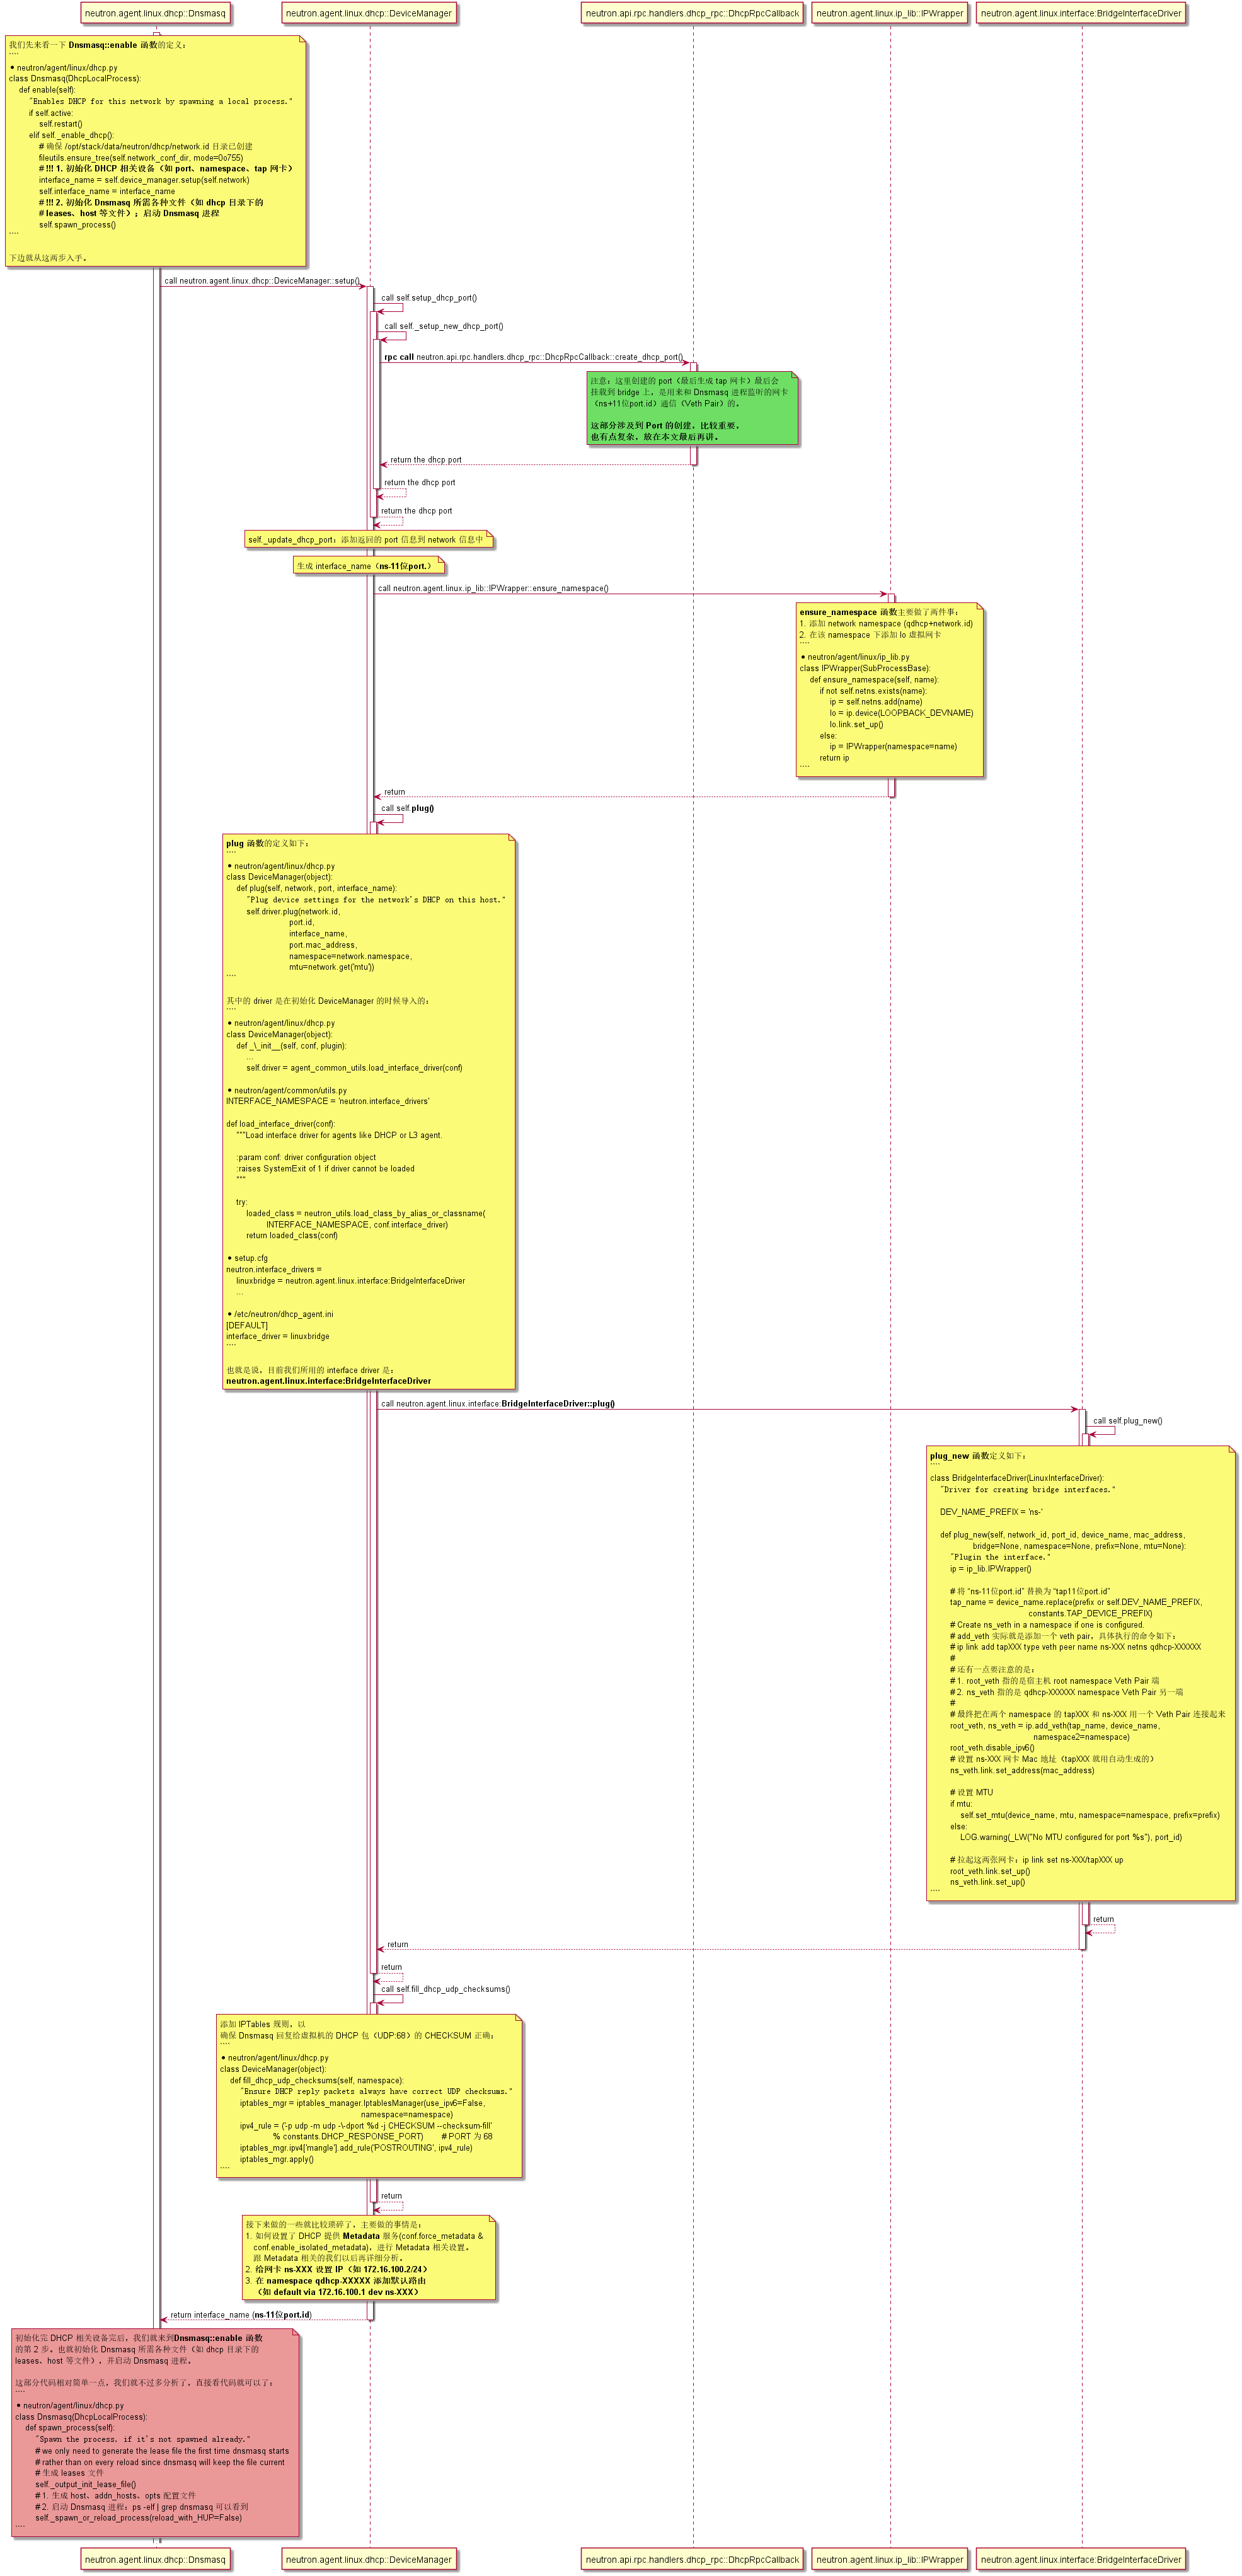 neutron.agent.linux.dhcp::Dnsmasq
neutron.agent.linux.dhcp::DeviceManager
neutron.api.rpc.handlers.dhcp_rpc::DhcpRpcCallback
neutron.agent.linux.ip_lib::IPWrapper
neutron.agent.linux.interface:BridgeInterfaceDriver
我们先来看一下 Dnsmasq::enable 函数的定义：
····
• neutron/agent/linux/dhcp.py
class Dnsmasq(DhcpLocalProcess):
def enable(self):
"Enables DHCP for this network by spawning a local process."
if self.active:
self.restart()
elif self._enable_dhcp():
# 确保 /opt/stack/data/neutron/dhcp/network.id 目录已创建
fileutils.ensure_tree(self.network_conf_dir, mode=0o755)
# !!! 1. 初始化 DHCP 相关设备（如 port、namespace、tap 网卡）
interface_name = self.device_manager.setup(self.network)
self.interface_name = interface_name
# !!! 2. 初始化 Dnsmasq 所需各种文件（如 dhcp 目录下的
# leases、host 等文件）；启动 Dnsmasq 进程
self.spawn_process()
····
下边就从这两步入手。
call neutron.agent.linux.dhcp::DeviceManager::setup()
call self.setup_dhcp_port()
call self._setup_new_dhcp_port()
rpc call neutron.api.rpc.handlers.dhcp_rpc::DhcpRpcCallback::create_dhcp_port()
注意：这里创建的 port（最后生成 tap 网卡）最后会
挂载到 bridge 上，是用来和 Dnsmasq 进程监听的网卡
（ns+11位port.id）通信（Veth Pair）的。
这部分涉及到 Port 的创建，比较重要，
也有点复杂，放在本文最后再讲。
return the dhcp port
return the dhcp port
return the dhcp port
self._update_dhcp_port：添加返回的 port 信息到 network 信息中
生成 interface_name（ns-11位port.）
call neutron.agent.linux.ip_lib::IPWrapper::ensure_namespace()
ensure_namespace 函数主要做了两件事：
1. 添加 network namespace (qdhcp+network.id)
2. 在该 namespace 下添加 lo 虚拟网卡
····
• neutron/agent/linux/ip_lib.py
class IPWrapper(SubProcessBase):
def ensure_namespace(self, name):
if not self.netns.exists(name):
ip = self.netns.add(name)
lo = ip.device(LOOPBACK_DEVNAME)
lo.link.set_up()
else:
ip = IPWrapper(namespace=name)
return ip
····
return
call self.plug()
plug 函数的定义如下：
····
• neutron/agent/linux/dhcp.py
class DeviceManager(object):
def plug(self, network, port, interface_name):
"Plug device settings for the network's DHCP on this host."
self.driver.plug(network.id,
port.id,
interface_name,
port.mac_address,
namespace=network.namespace,
mtu=network.get('mtu'))
····
其中的 driver 是在初始化 DeviceManager 的时候导入的：
····
• neutron/agent/linux/dhcp.py
class DeviceManager(object):
def _\_init__(self, conf, plugin):
...
self.driver = agent_common_utils.load_interface_driver(conf)
• neutron/agent/common/utils.py
INTERFACE_NAMESPACE = 'neutron.interface_drivers'
def load_interface_driver(conf):
"""Load interface driver for agents like DHCP or L3 agent.
:param conf: driver configuration object
:raises SystemExit of 1 if driver cannot be loaded
"""
try:
loaded_class = neutron_utils.load_class_by_alias_or_classname(
INTERFACE_NAMESPACE, conf.interface_driver)
return loaded_class(conf)
• setup.cfg
neutron.interface_drivers =
linuxbridge = neutron.agent.linux.interface:BridgeInterfaceDriver
...
• /etc/neutron/dhcp_agent.ini
[DEFAULT]
interface_driver = linuxbridge
····
也就是说，目前我们所用的 interface driver 是：
neutron.agent.linux.interface:BridgeInterfaceDriver
call neutron.agent.linux.interface:BridgeInterfaceDriver::plug()
call self.plug_new()
plug_new 函数定义如下：
····
class BridgeInterfaceDriver(LinuxInterfaceDriver):
"Driver for creating bridge interfaces."
DEV_NAME_PREFIX = 'ns-'
def plug_new(self, network_id, port_id, device_name, mac_address,
bridge=None, namespace=None, prefix=None, mtu=None):
"Plugin the interface."
ip = ip_lib.IPWrapper()
# 将 “ns-11位port.id” 替换为 “tap11位port.id”
tap_name = device_name.replace(prefix or self.DEV_NAME_PREFIX,
constants.TAP_DEVICE_PREFIX)
# Create ns_veth in a namespace if one is configured.
# add_veth 实际就是添加一个 veth pair，具体执行的命令如下：
# ip link add tapXXX type veth peer name ns-XXX netns qdhcp-XXXXXX
#
# 还有一点要注意的是：
# 1. root_veth 指的是宿主机 root namespace Veth Pair 端
# 2. ns_veth 指的是 qdhcp-XXXXXX namespace Veth Pair 另一端
#
# 最终把在两个 namespace 的 tapXXX 和 ns-XXX 用一个 Veth Pair 连接起来
root_veth, ns_veth = ip.add_veth(tap_name, device_name,
namespace2=namespace)
root_veth.disable_ipv6()
# 设置 ns-XXX 网卡 Mac 地址（tapXXX 就用自动生成的）
ns_veth.link.set_address(mac_address)
# 设置 MTU
if mtu:
self.set_mtu(device_name, mtu, namespace=namespace, prefix=prefix)
else:
LOG.warning(_LW("No MTU configured for port %s"), port_id)
# 拉起这两张网卡：ip link set ns-XXX/tapXXX up
root_veth.link.set_up()
ns_veth.link.set_up()
····
return
return
return
call self.fill_dhcp_udp_checksums()
添加 IPTables 规则，以
确保 Dnsmasq 回复给虚拟机的 DHCP 包（UDP:68）的 CHECKSUM 正确：
····
• neutron/agent/linux/dhcp.py
class DeviceManager(object):
def fill_dhcp_udp_checksums(self, namespace):
"Ensure DHCP reply packets always have correct UDP checksums."
iptables_mgr = iptables_manager.IptablesManager(use_ipv6=False,
namespace=namespace)
ipv4_rule = ('-p udp -m udp -\-dport %d -j CHECKSUM --checksum-fill'
% constants.DHCP_RESPONSE_PORT) # PORT 为 68
iptables_mgr.ipv4['mangle'].add_rule('POSTROUTING', ipv4_rule)
iptables_mgr.apply()
····
return
接下来做的一些就比较琐碎了，主要做的事情是：
1. 如何设置了 DHCP 提供 Metadata 服务(conf.force_metadata &
conf.enable_isolated_metadata)，进行 Metadata 相关设置。
跟 Metadata 相关的我们以后再详细分析。
2. 给网卡 ns-XXX 设置 IP（如 172.16.100.2/24）
3. 在 namespace qdhcp-XXXXX 添加默认路由
（如 default via 172.16.100.1 dev ns-XXX）
return interface_name (ns-11位port.id)
初始化完 DHCP 相关设备完后，我们就来到Dnsmasq::enable 函数
的第 2 步。也就初始化 Dnsmasq 所需各种文件（如 dhcp 目录下的
leases、host 等文件），并启动 Dnsmasq 进程。
这部分代码相对简单一点，我们就不过多分析了，直接看代码就可以了：
····
• neutron/agent/linux/dhcp.py
class Dnsmasq(DhcpLocalProcess):
def spawn_process(self):
"Spawn the process, if it's not spawned already."
# we only need to generate the lease file the first time dnsmasq starts
# rather than on every reload since dnsmasq will keep the file current
# 生成 leases 文件
self._output_init_lease_file()
# 1. 生成 host、addn_hosts、opts 配置文件
# 2. 启动 Dnsmasq 进程：ps -elf | grep dnsmasq 可以看到
self._spawn_or_reload_process(reload_with_HUP=False)
····
neutron.agent.linux.dhcp::Dnsmasq
neutron.agent.linux.dhcp::DeviceManager
neutron.api.rpc.handlers.dhcp_rpc::DhcpRpcCallback
neutron.agent.linux.ip_lib::IPWrapper
neutron.agent.linux.interface:BridgeInterfaceDriver